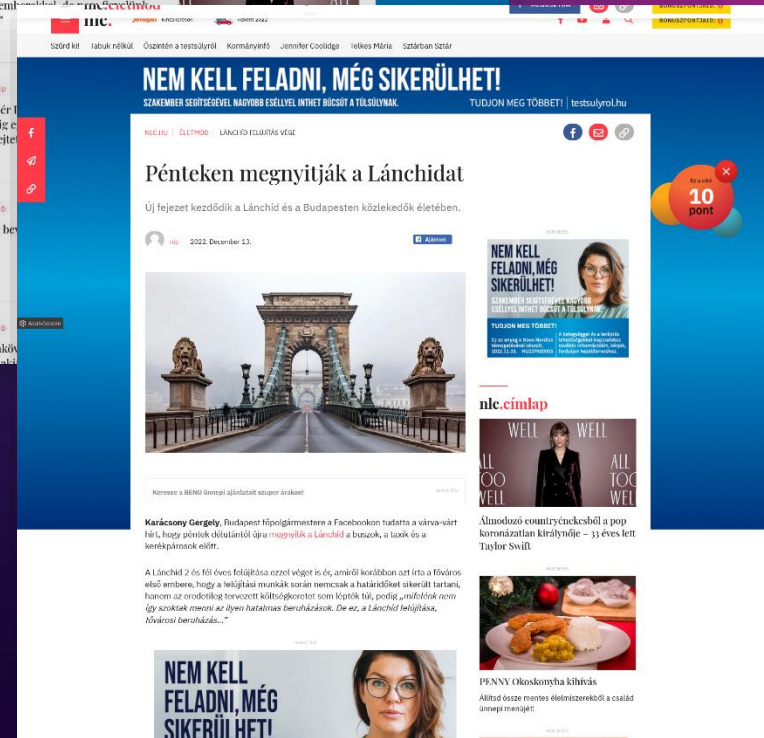 nlc.életmód
nlc.
Szűrd ki!
Tabuk nélkül
Őszintén a testsúlyról
Kormányinfó
Jennifer Coolidge
Telkes Mária
Sztárban Sztár
NEM KELL FELADNI, MÉG SIKERÜLHET!
SZAKEMBER SEGÍTSÉGÉVEL NAGYOBB ESÉLLYEL INTHET BÚCSÚT A TÚLSÚLYNAK.
TUDJON MEG TÖBBET! | testsulyrol.hu
NLC.HU | ÉLETMÓD | LÁNCHÍD FELÚJÍTÁS VÉGE
Pénteken megnyitják a Lánchidat
Új fejezet kezdődik a Lánchíd és a Budapesten közlekedők életében.
nlc
2022. December 13.
Ajánlom
10
pont
HIRDETÉS
NEM KELL
FELADNI, MÉG
SIKERÜLHET!
SZAKEMBER SEGÍTSÉGÉVEL NAGYOBB
ESÉLLYEL INTHET BÚCSÚT A TÚLSÚLYNAK.
TUDJON MEG TÖBBET!
nlc.címlap
WELL WELL
ALL
TOO
WELL
ALL
TOO
WELL
Álmodozó countryénekesből a pop
koronázatlan királynője – 33 éves lett
Taylor Swift
HIRDETÉS
PENNY Okoskonyha kihívás
Állítsd össze mentes élelmiszerekből a család
ünnepi menüjét!
Keresse a BENU ünnepi ajánlatait szuper árakon!
Karácsony Gergely, Budapest főpolgármestere a Facebookon tudatta a várva-várt
hírt, hogy péntek délutántól újra megnyílik a Lánchíd a buszok, a taxik és a
kerékpárosok előtt.
A Lánchíd 2 és fél éves felújítása ezzel véget is ér, amiről korábban azt írta a főváros
első embere, hogy a felújítási munkák során nemcsak a határidőket sikerült tartani,
hanem az eredetileg tervezett költségkeretet sem lépték túl, pedig „mifelénk nem
így szoktak menni az ilyen hatalmas beruházások. De ez, a Lánchíd felújítása,
fővárosi beruházás..."
HIRDETÉS
NEM KELL
FELADNI, MÉG
SIKERÜLHET!